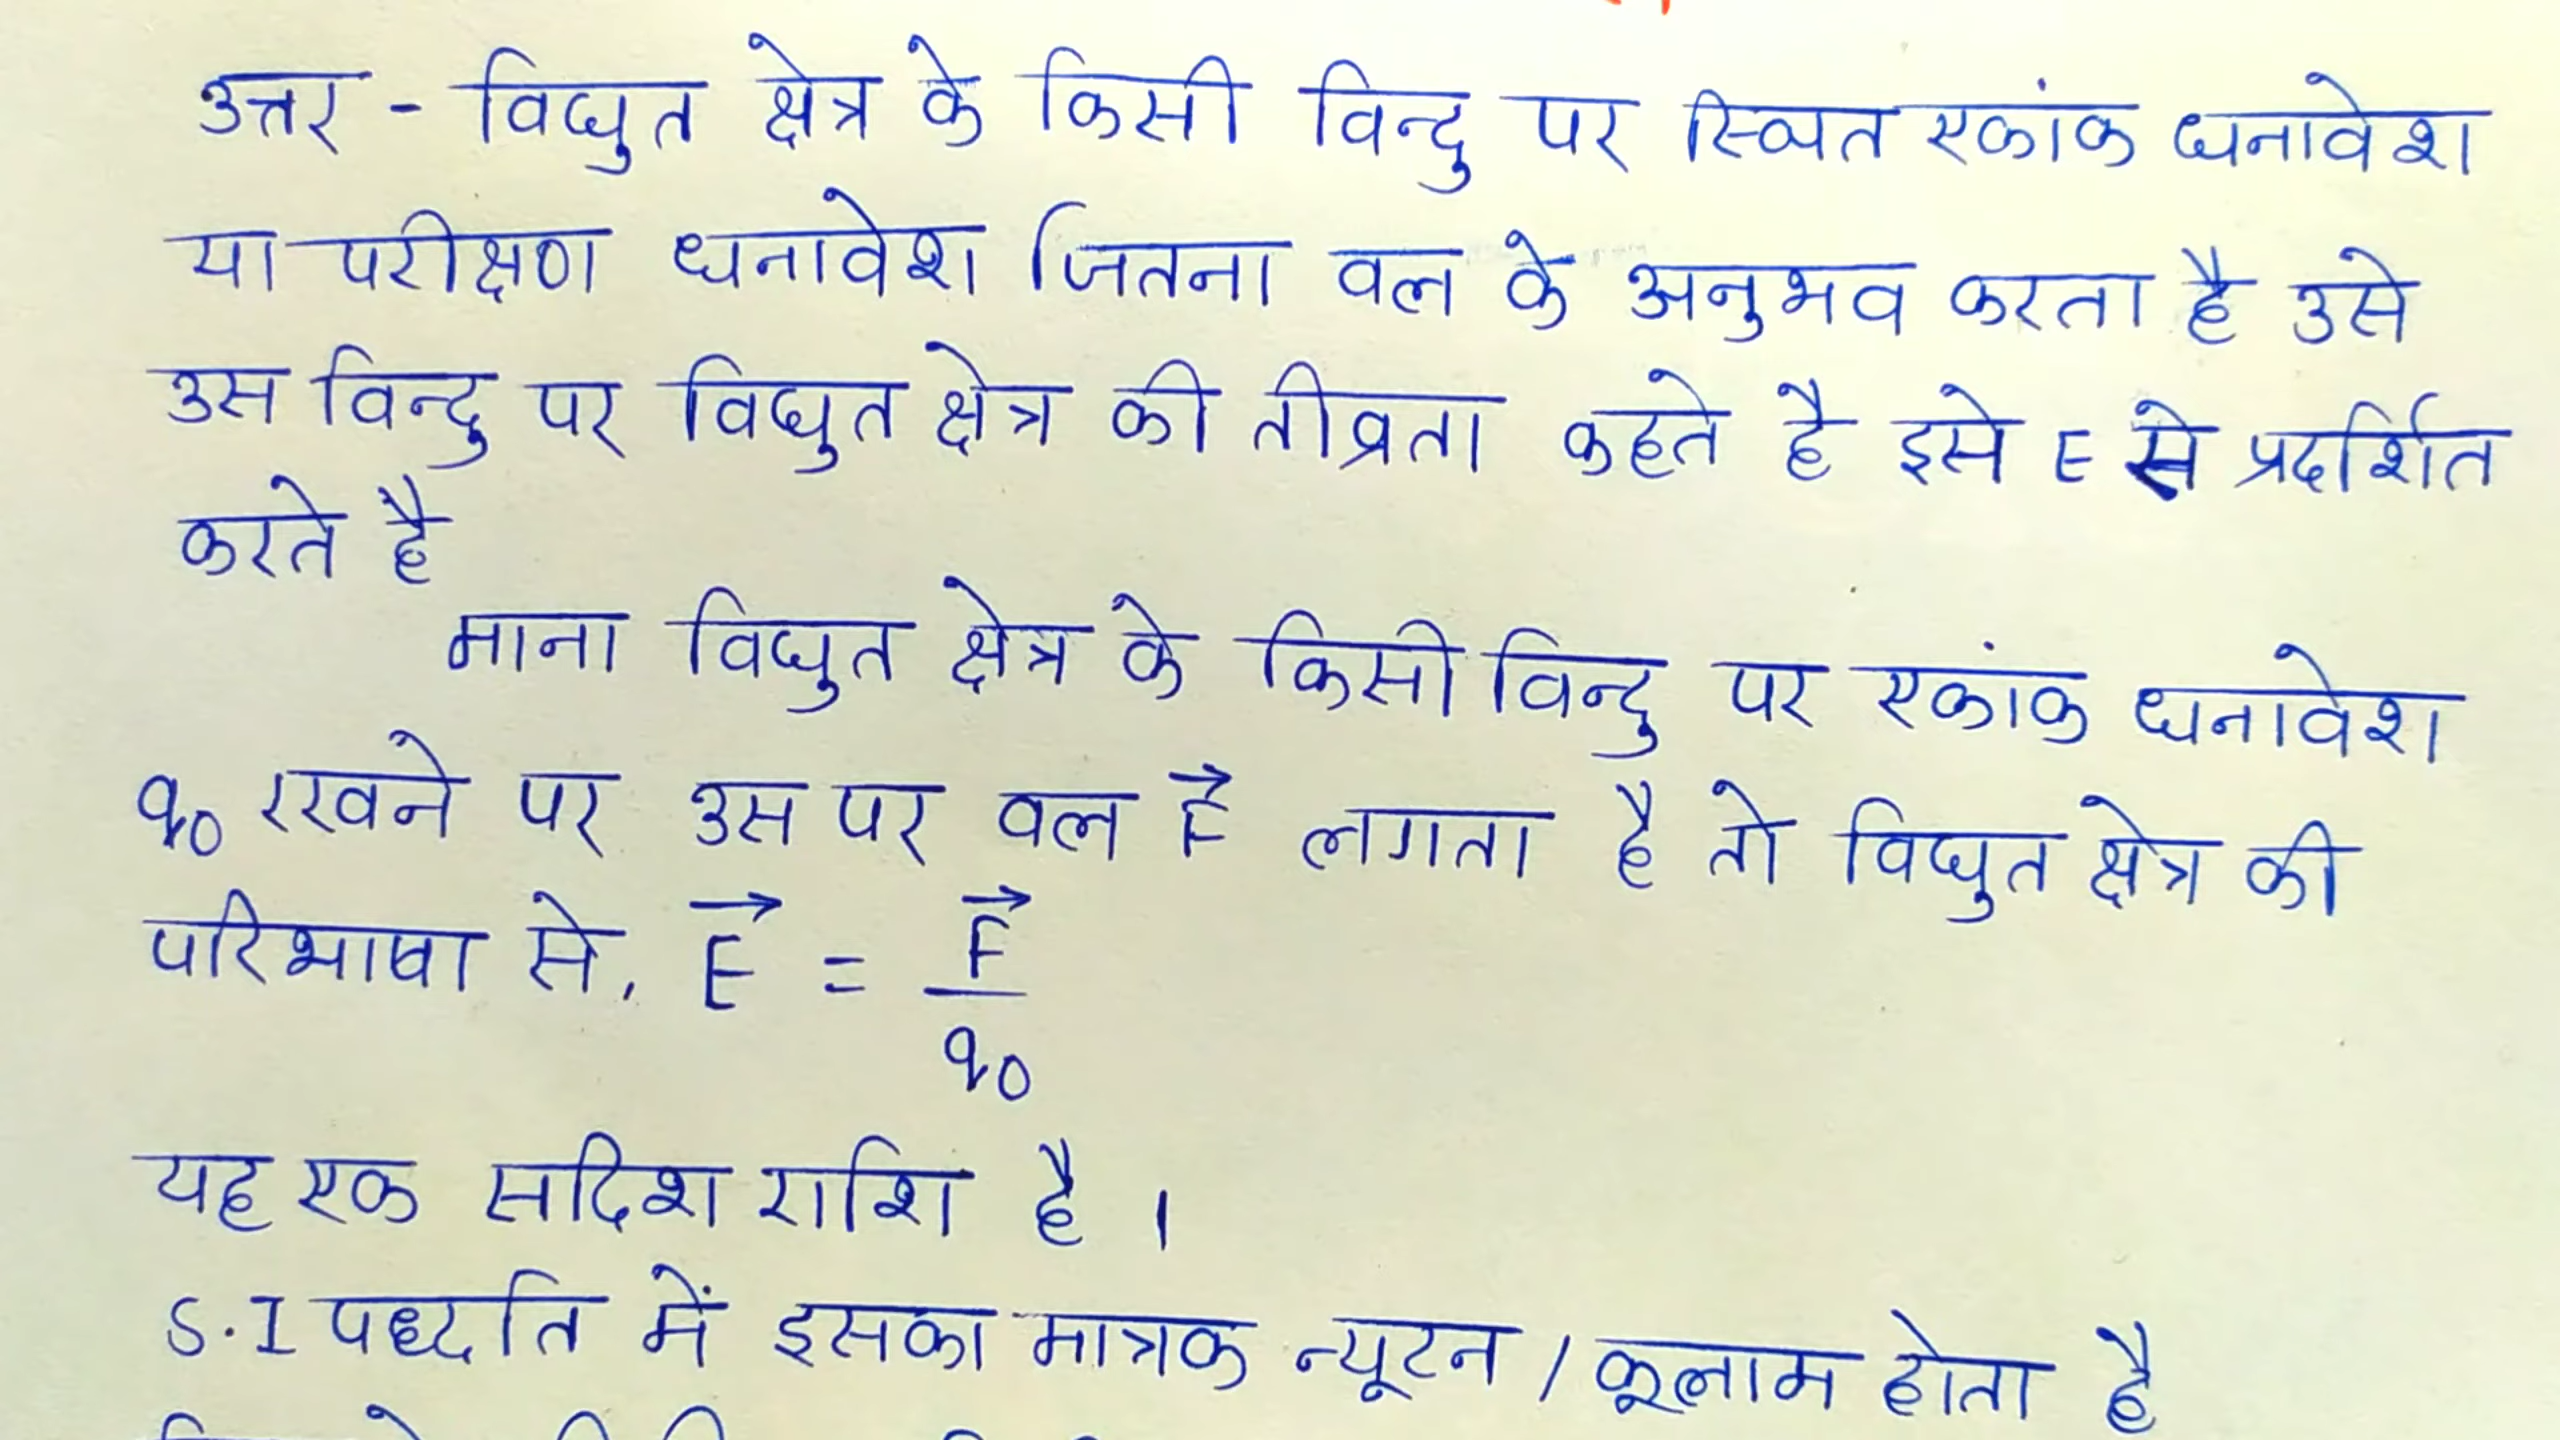 उत्तर - विद्युत क्षेत्र के किसी विन्दु पर स्थित एकांक धनावेश
या परीक्षण धनावेश जितना वल के अनुभव करता है उसे
उस विन्दु पर विद्युत क्षेत्र की तीव्रता कहते है इसे E से प्रदर्शित
करते है
माना विद्युत क्षेत्र के किसी विन्दु पर एकांक धनावेश
q₀ रखने पर उस पर वल F⃗ लगता है तो विद्युत क्षेत्र की
परिभाषा से, E⃗ = F⃗ / q₀
यह एक सदिश राशि है ।
S.I पद्धति में इसका मात्रक न्यूटन / कूलाम होता है